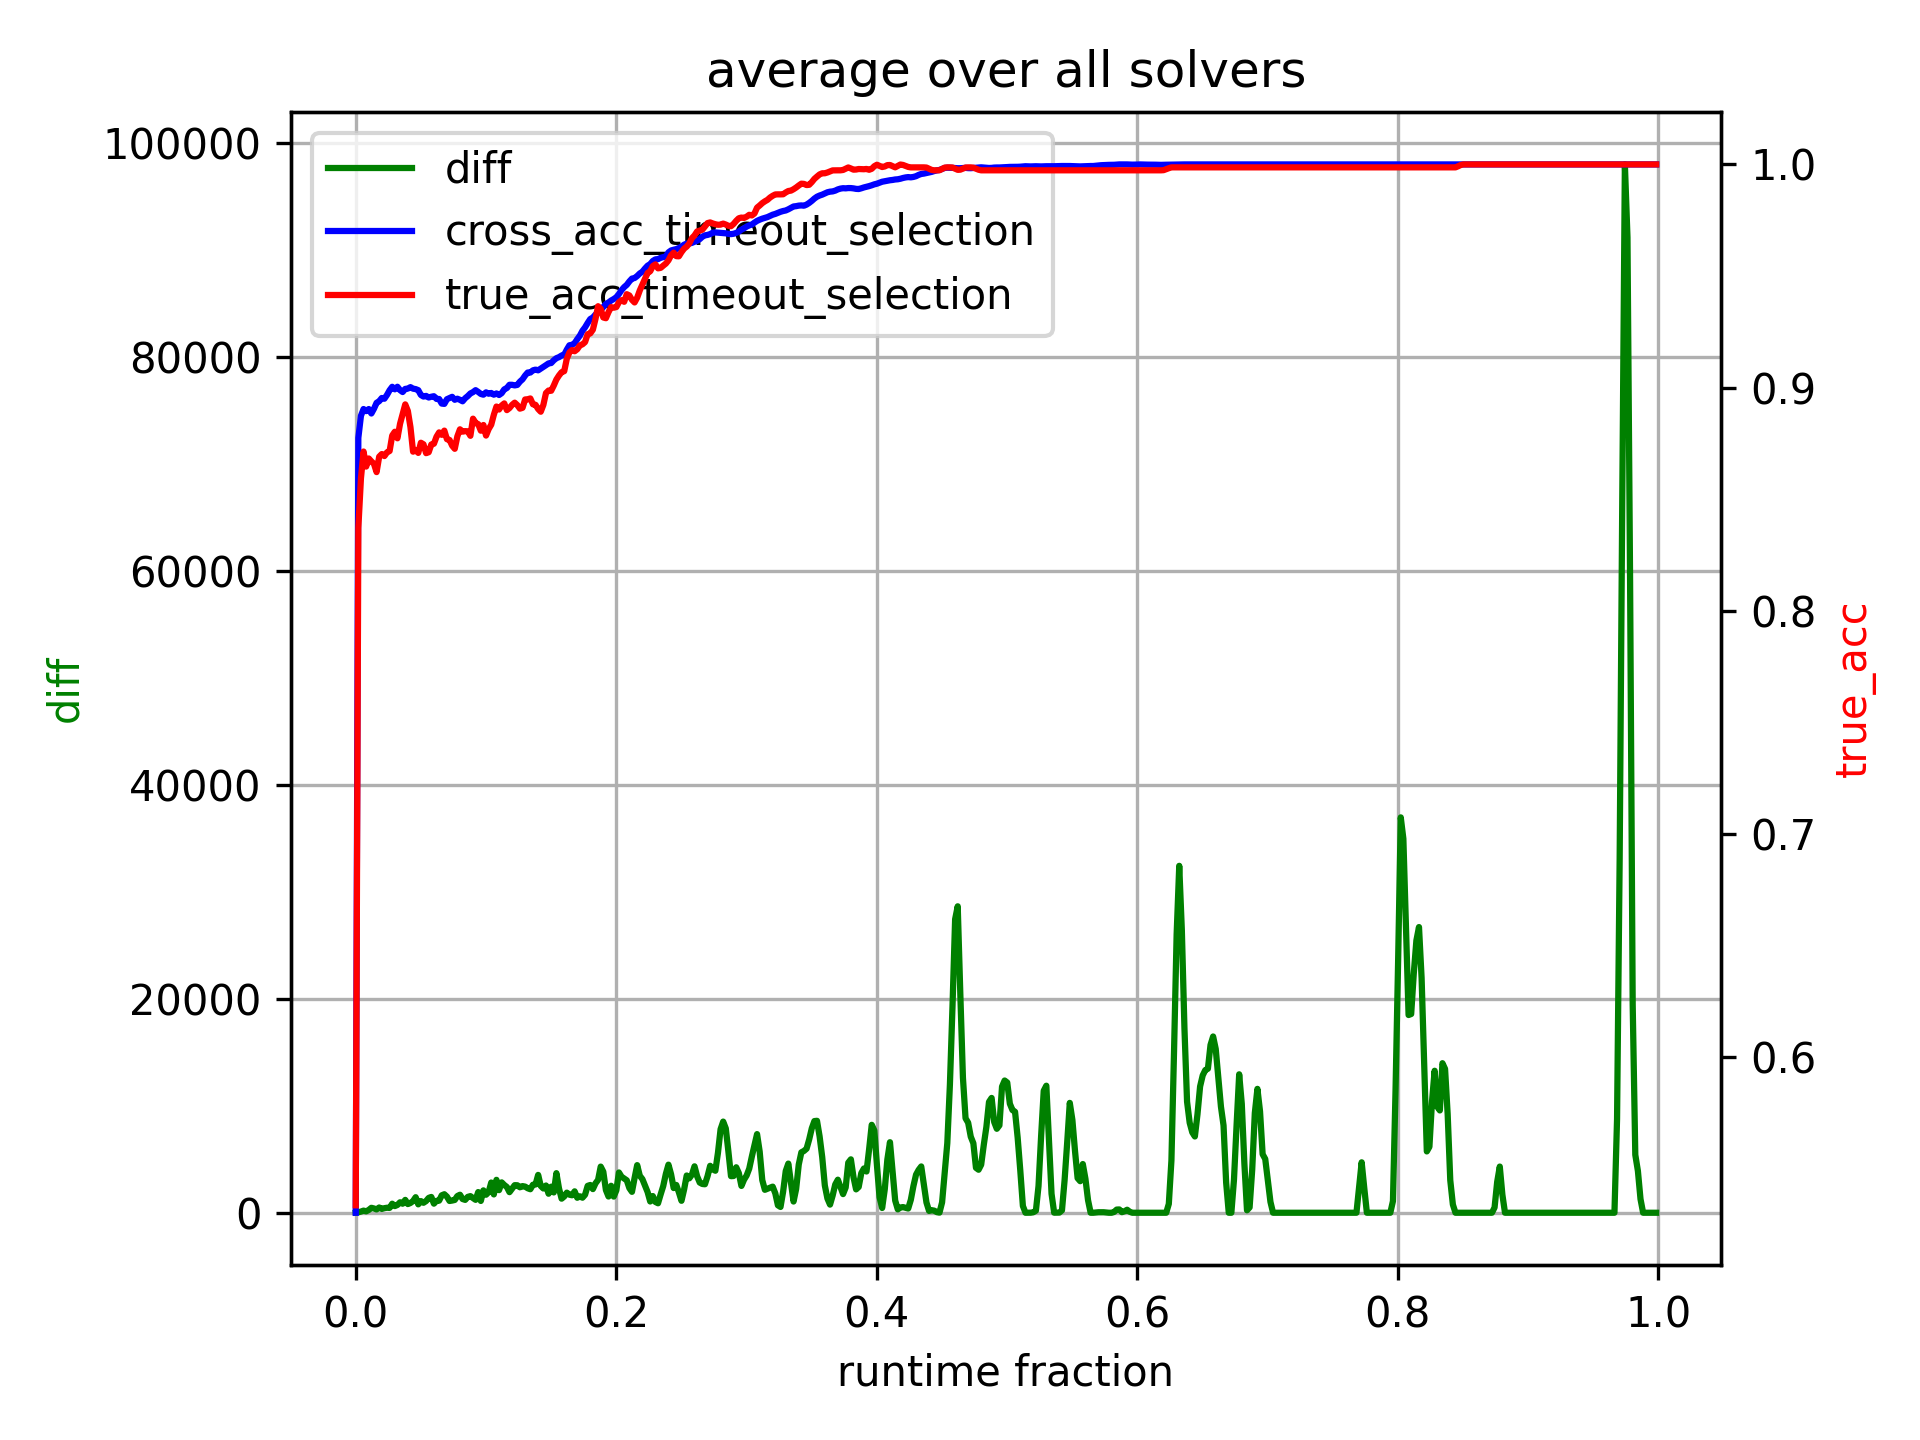 average over all solvers
diff
cross_acc_timeout_selection
true_acc_timeout_selection
100000
80000
60000
40000
20000
0
diff
1.0
0.9
0.8
0.7
0.6
true_acc
0.0 0.2 0.4 0.6 0.8 1.0
runtime fraction